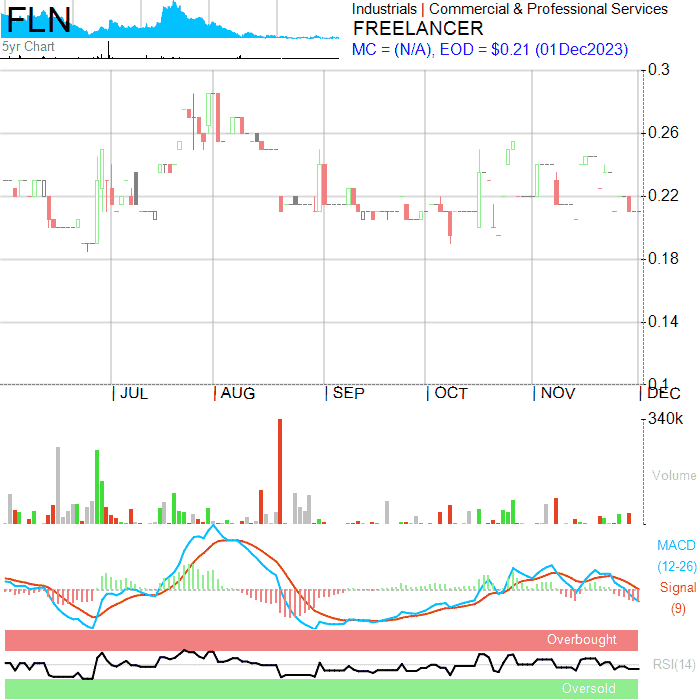 FLN
5yr Chart
Industrials | Commercial & Professional Services
FREELANCER
MC = (N/A), EOD = $0.21 (01Dec2023)
0.3
0.26
0.22
0.18
0.14
0.1
JUL AUG SEP OCT NOV DEC
340k
Volume
MACD
(12-26)
Signal
(9)
Overbought
RSI(14)
Oversold